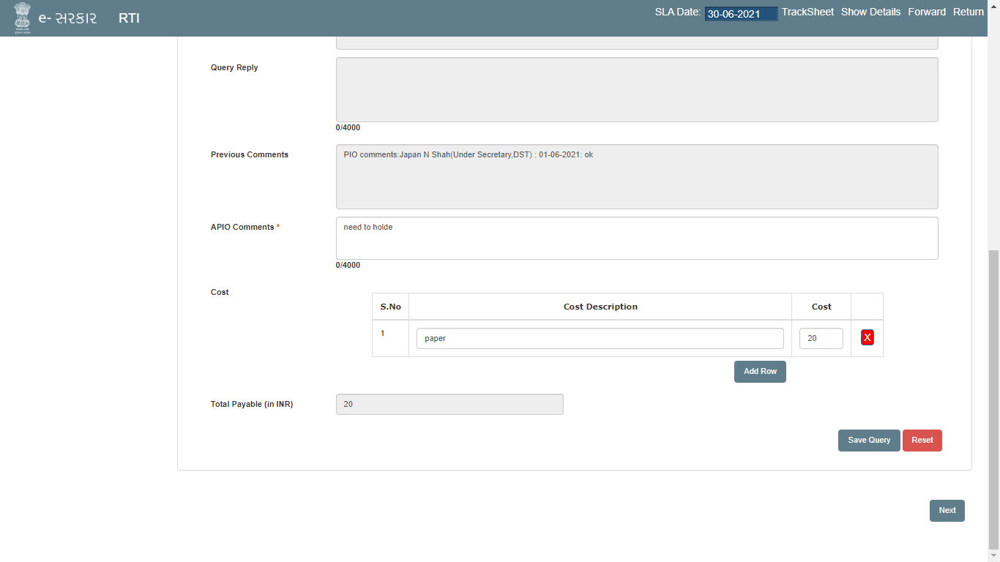 e- સરકાર RTI SLA Date: 30-06-2021 TrackSheet Show Details Forward Return
Query Reply
0/4000
Previous Comments PIO comments:Japan N Shah(Under Secretary,DST) : 01-06-2021: ok
APIO Comments * need to holde
0/4000
Cost
S.No Cost Description Cost
1 paper 20 X
Add Row
Total Payable (in INR) 20
Save Query Reset
Next